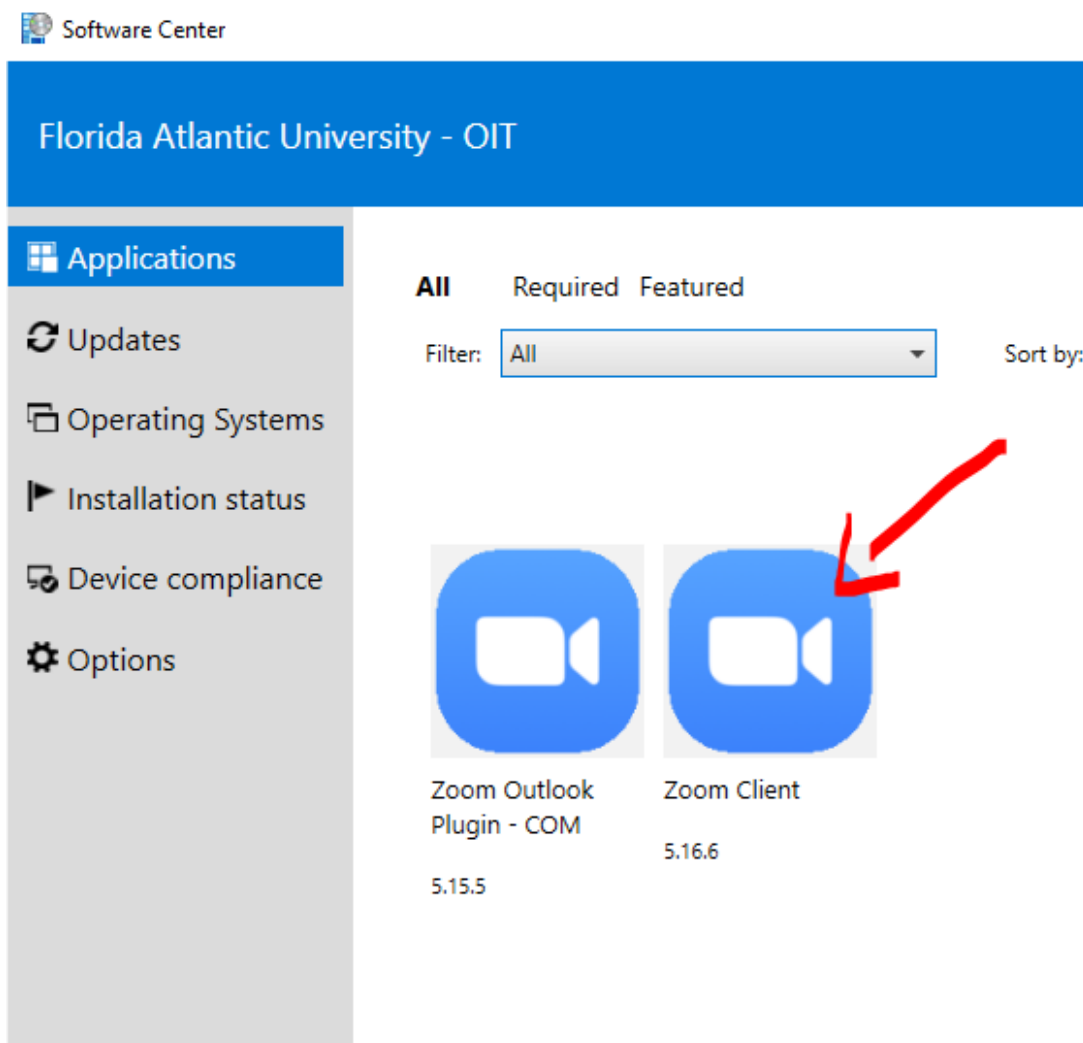 Software Center
Florida Atlantic University - OIT
Applications
Updates
Operating Systems
Installation status
Device compliance
Options
All Required Featured
Filter: All Sort by:
Zoom Outlook
Plugin - COM
5.15.5
Zoom Client
5.16.6